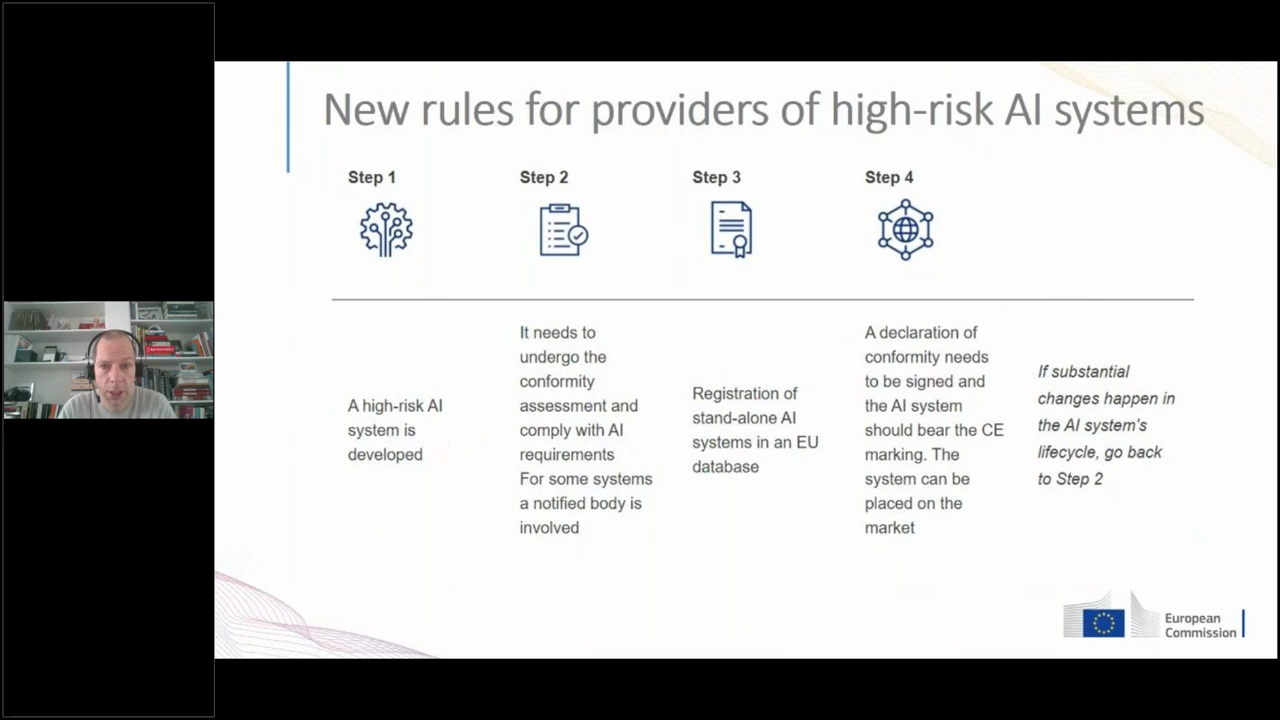 New rules for providers of high-risk AI systems
Step 1
Step 2
Step 3
Step 4
A high-risk AI
system is
developed
It needs to
undergo the
conformity
assessment and
comply with AI
requirements
For some systems
a notified body is
involved
Registration of
stand-alone AI
systems in an EU
database
A declaration of
conformity needs
to be signed and
the AI system
should bear the CE
marking. The
system can be
placed on the
market
If substantial
changes happen in
the AI system's
lifecycle, go back
to Step 2
European
Commission